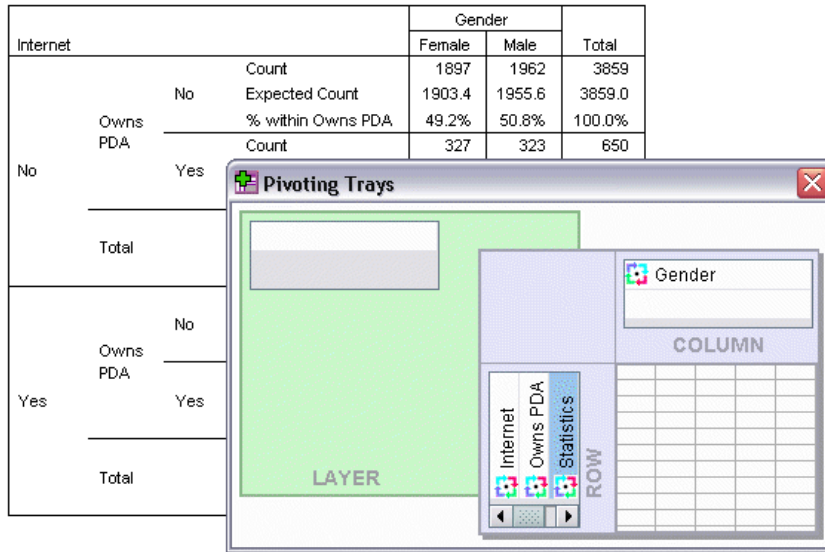 Gender
Internet Female Male Total
Count 1897 1962 3859
No Expected Count 1903.4 1955.6 3859.0
Owns % within Owns PDA 49.2% 50.8% 100.0%
PDA Count 327 323 650
No Yes
Total
No
Owns
PDA
Yes Yes
Total
Pivoting Trays
Gender
COLUMN
Internet
Owns PDA
Statistics
ROW
LAYER